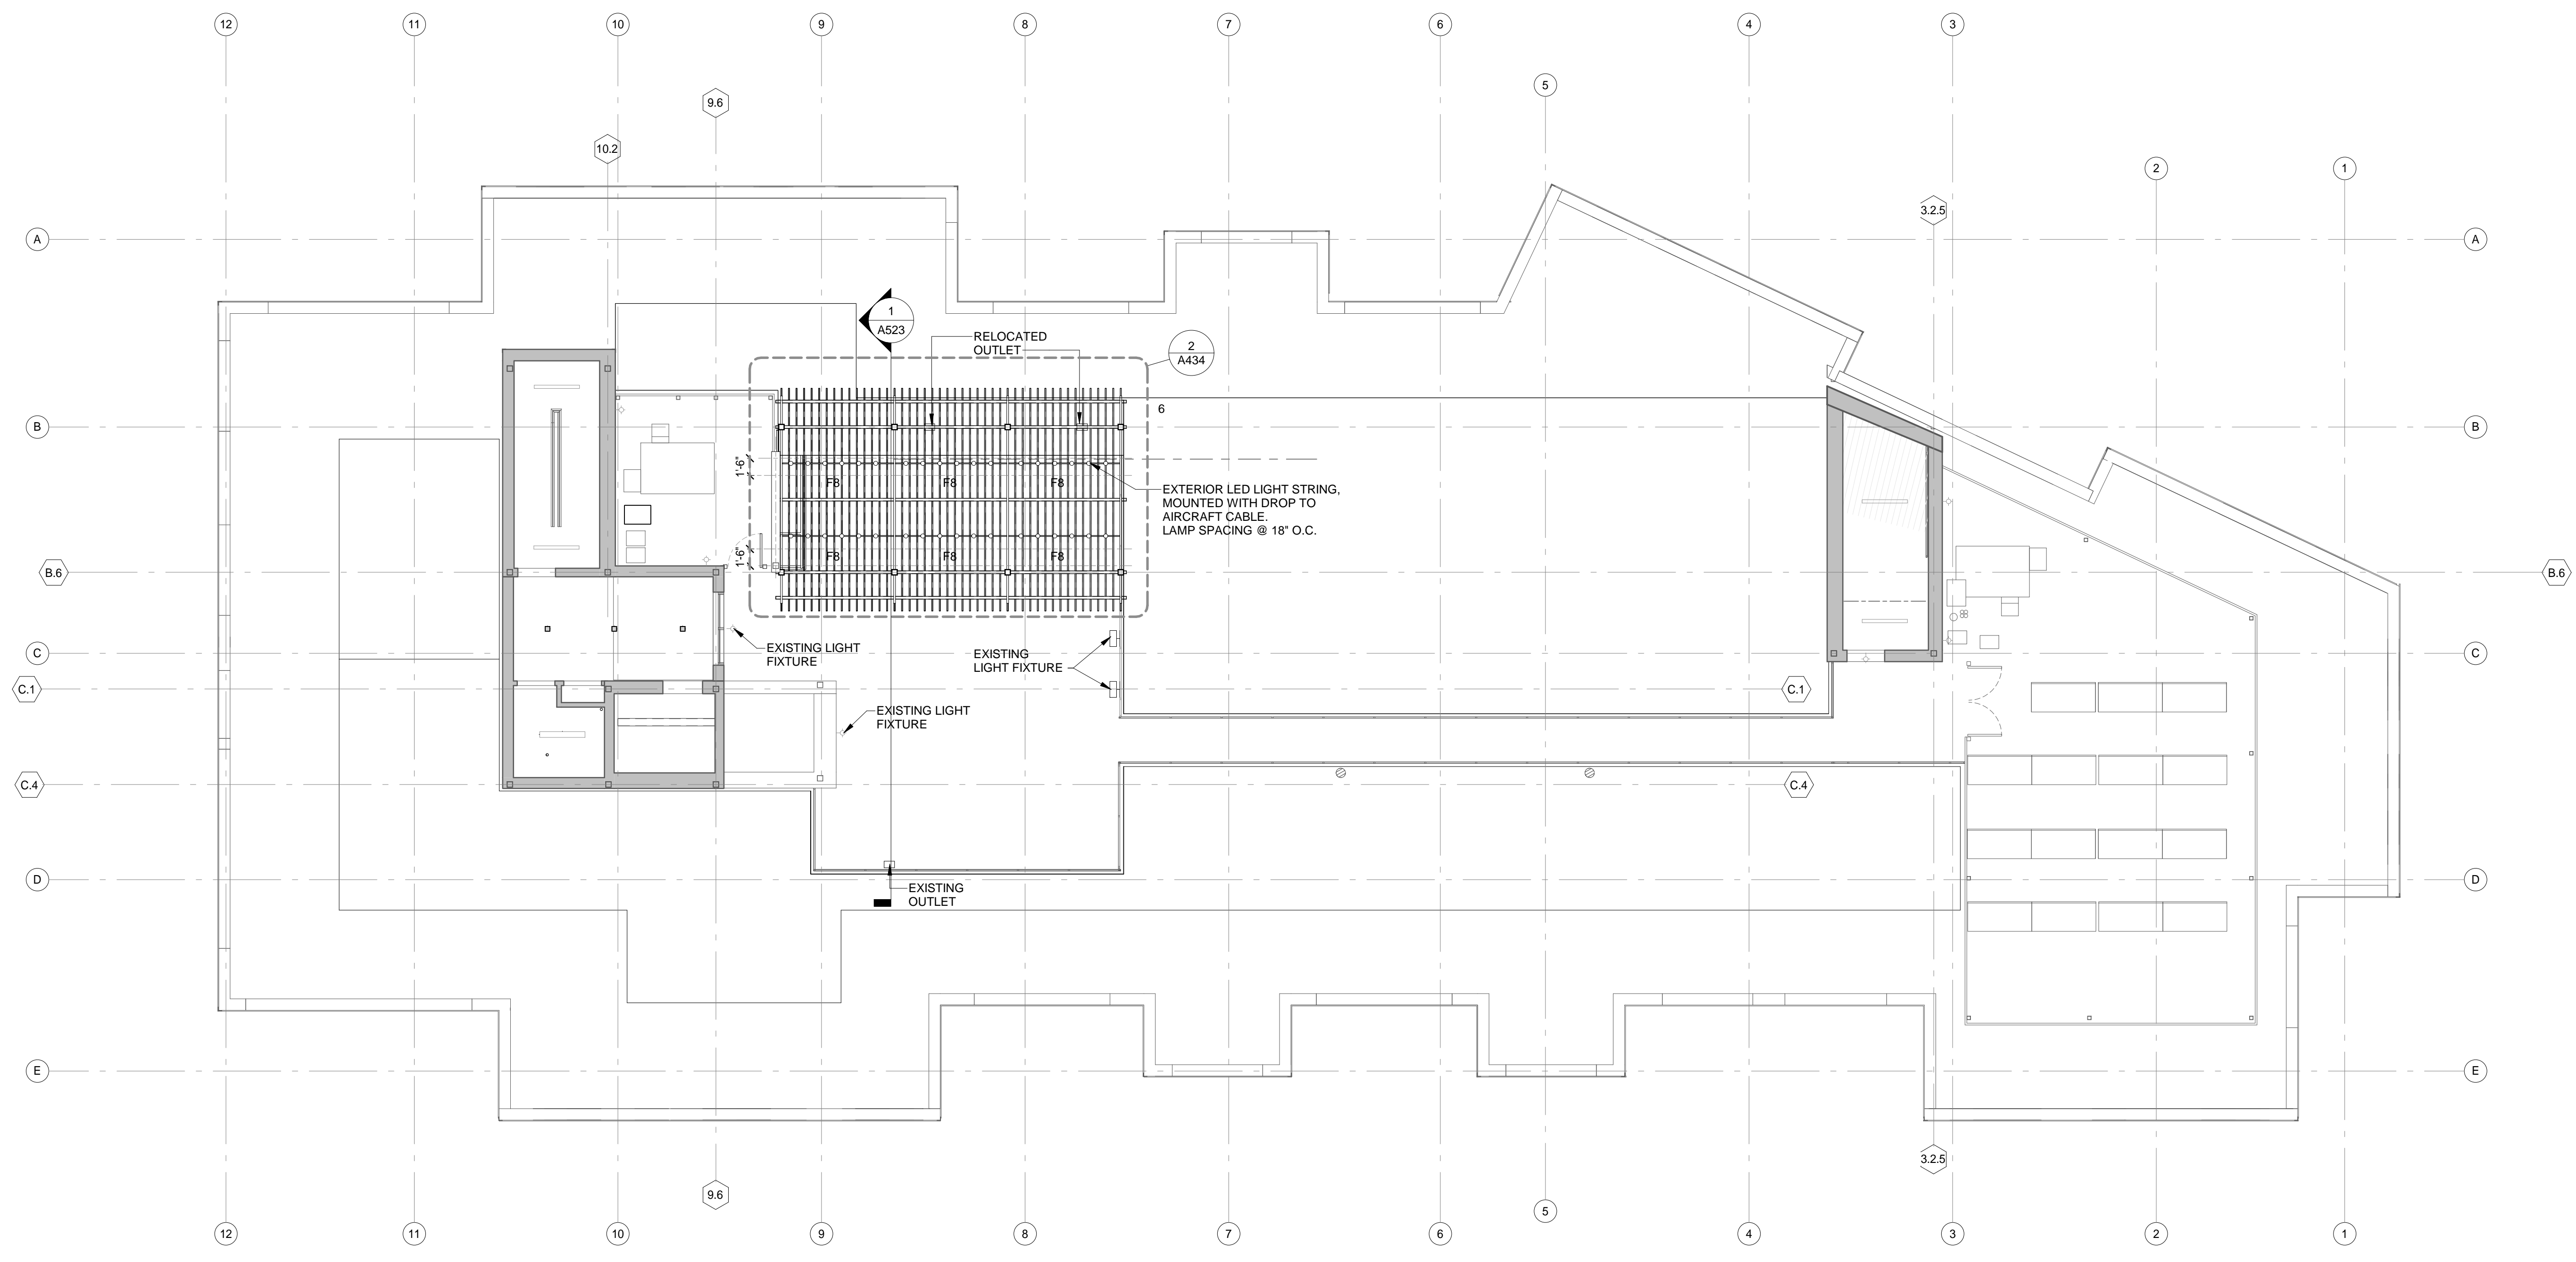 12
11
10
9
8
7
6
4
3
5
9.6
10.2
2
1
3.2.5
A
A
1
A523
RELOCATED
OUTLET
2
A434
6
B
B
1'-6"
F8
F8
F8
EXTERIOR LED LIGHT STRING,
MOUNTED WITH DROP TO
AIRCRAFT CABLE.
LAMP SPACING @ 18" O.C.
1'-6"
F8
F8
F8
B.6
B.6
EXISTING LIGHT
FIXTURE
EXISTING
LIGHT FIXTURE
C
C
C.1
C.1
EXISTING LIGHT
FIXTURE
C.4
C.4
D
D
EXISTING
OUTLET
E
E
3.2.5
9.6
5
12
11
10
9
8
7
6
4
3
2
1